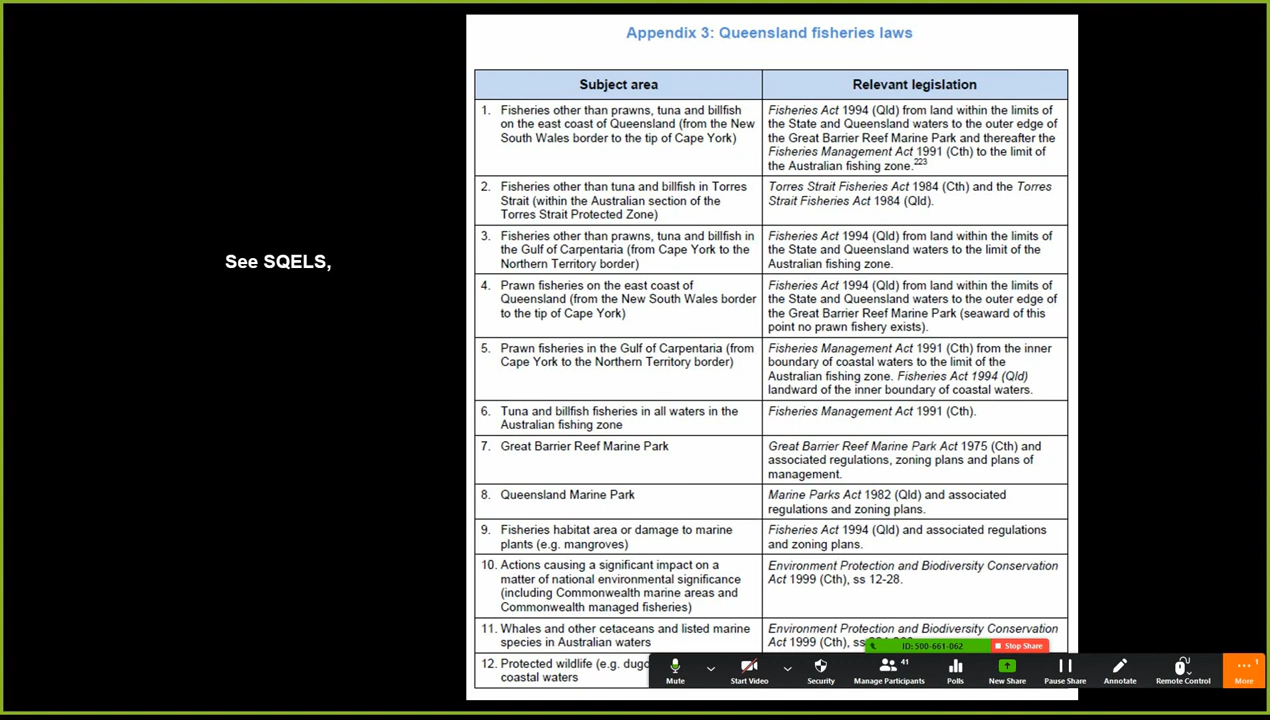 Appendix 3: Queensland fisheries laws
Subject area
Relevant legislation
1. Fisheries other than prawns, tuna and billfish
on the east coast of Queensland (from the New
South Wales border to the tip of Cape York)
Fisheries Act 1994 (Qld) from land within the limits of
the State and Queensland waters to the outer edge of
the Great Barrier Reef Marine Park and thereafter the
Fisheries Management Act 1991 (Cth) to the limit of
the Australian fishing zone.223
2. Fisheries other than tuna and billfish in Torres
Strait (within the Australian section of the
Torres Strait Protected Zone)
Torres Strait Fisheries Act 1984 (Cth) and the Torres
Strait Fisheries Act 1984 (Qld).
See SQELS,
3. Fisheries other than prawns, tuna and billfish in
the Gulf of Carpentaria (from Cape York to the
Northern Territory border)
Fisheries Act 1994 (Qld) from land within the limits of
the State and Queensland waters to the limit of the
Australian fishing zone.
4. Prawn fisheries on the east coast of
Queensland (from the New South Wales border
to the tip of Cape York)
Fisheries Act 1994 (Qld) from land within the limits of
the State and Queensland waters to the outer edge of
the Great Barrier Reef Marine Park (seaward of this
point no prawn fishery exists).
5. Prawn fisheries in the Gulf of Carpentaria (from
Cape York to the Northern Territory border)
Fisheries Management Act 1991 (Cth) from the inner
boundary of coastal waters to the limit of the
Australian fishing zone. Fisheries Act 1994 (Qld)
landward of the inner boundary of coastal waters.
6. Tuna and billfish fisheries in all waters in the
Australian fishing zone
Fisheries Management Act 1991 (Cth).
7. Great Barrier Reef Marine Park
Great Barrier Reef Marine Park Act 1975 (Cth) and
associated regulations, zoning plans and plans of
management.
8. Queensland Marine Park
Marine Parks Act 1982 (Qld) and associated
regulations and zoning plans.
9. Fisheries habitat area or damage to marine
plants (e.g. mangroves)
Fisheries Act 1994 (Qld) and associated regulations
and zoning plans.
10. Actions causing a significant impact on a
matter of national environmental significance
(including Commonwealth marine areas and
Commonwealth managed fisheries)
Environment Protection and Biodiversity Conservation
Act 1999 (Cth), ss 12-28.
11. Whales and other cetaceans and listed marine
species in Australian waters
Environment Protection and Biodiversity Conservation
Act 1999 (Cth), ss
12. Protected wildlife (e.g.
coastal waters
ID: 500-661-062
Stop Share
41
1
Mute
Start Video
Security
Manage Participants
Polls
New Share
Pause Share
Annotate
Remote Control
More